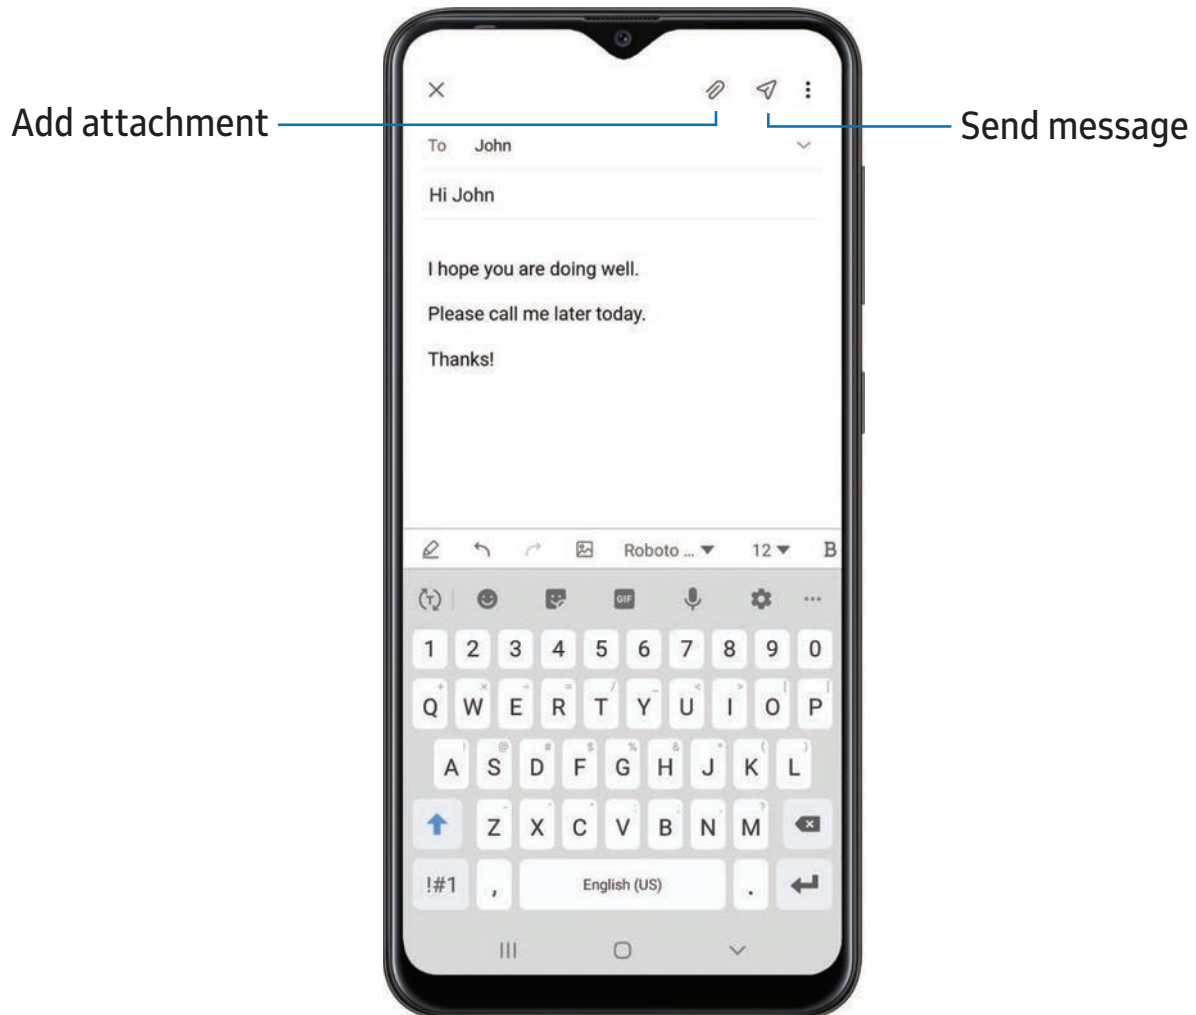 Add attachment
Send message
To John
Hi John
I hope you are doing well.
Please call me later today.
Thanks!
Roboto ... 12 B
T GIF
1 2 3 4 5 6 7 8 9 0
+ × ÷ = / _ < > [ ]
Q W E R T Y U I O P
! @ # $ % & * ( )
A S D F G H J K L
?
Z X C V B N M
!#1 , English (US) .